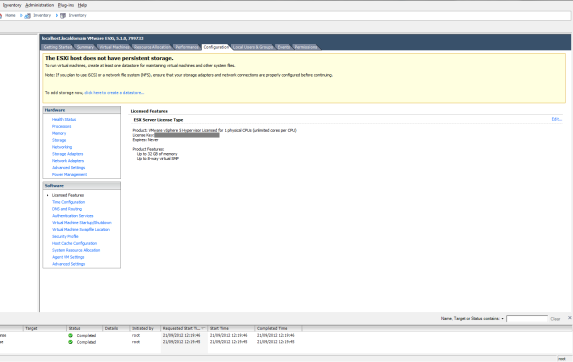 Inventory Administration Plug-ins Help
Home Inventory Inventory
localhost.localdomain VMware ESXi, 5.1.0, 799733
Getting Started Summary Virtual Machines Resource Allocation Performance Configuration Local Users & Groups Events Permissions
The ESXi host does not have persistent storage.
To run virtual machines, create at least one datastore for maintaining virtual machines and other system files.
Note: If you plan to use iSCSI or a network file system (NFS), ensure that your storage adapters and network connections are properly configured before continuing.
To add storage now, click here to create a datastore...
Hardware
Health Status
Processors
Memory
Storage
Networking
Storage Adapters
Network Adapters
Advanced Settings
Power Management
Software
Licensed Features
Time Configuration
DNS and Routing
Authentication Services
Virtual Machine Startup/Shutdown
Virtual Machine Swapfile Location
Security Profile
Host Cache Configuration
System Resource Allocation
Agent VM Settings
Advanced Settings
Licensed Features
ESX Server License Type Edit...
Product: VMware vSphere 5 Hypervisor Licensed for 1 physical CPUs (unlimited cores per CPU)
License Key:
Expires: Never
Product Features:
Up to 32 GB of memory
Up to 8-way virtual SMP
Name, Target or Status contains: Clear
Target Status Details Initiated by Requested Start Ti... Start Time Completed Time
Completed root 21/09/2012 12:19:46 21/09/2012 12:19:46 21/09/2012 12:19:46
Completed root 21/09/2012 12:19:45 21/09/2012 12:19:45 21/09/2012 12:19:45
root